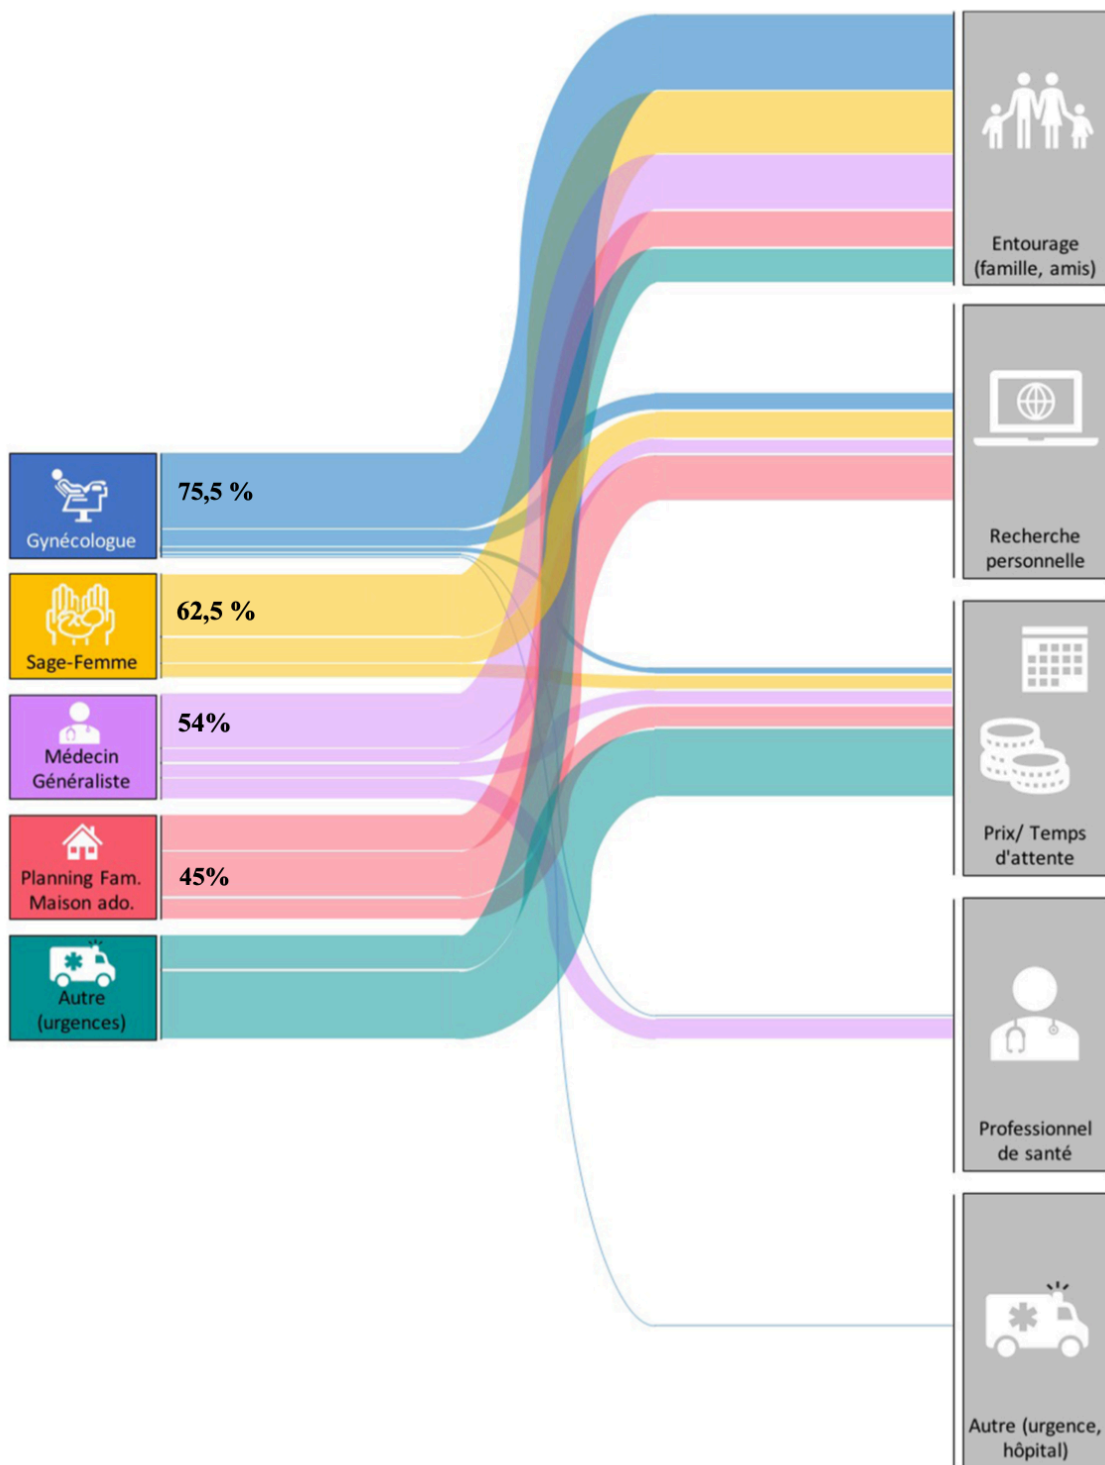 Gynécologue
75,5 %
Sage-Femme
62,5 %
Médecin
Généraliste
54%
Planning Fam.
Maison ado.
45%
Autre
(urgences)
Entourage
(famille, amis)
Recherche
personnelle
Prix/ Temps
d'attente
Professionnel
de santé
Autre (urgence,
hôpital)